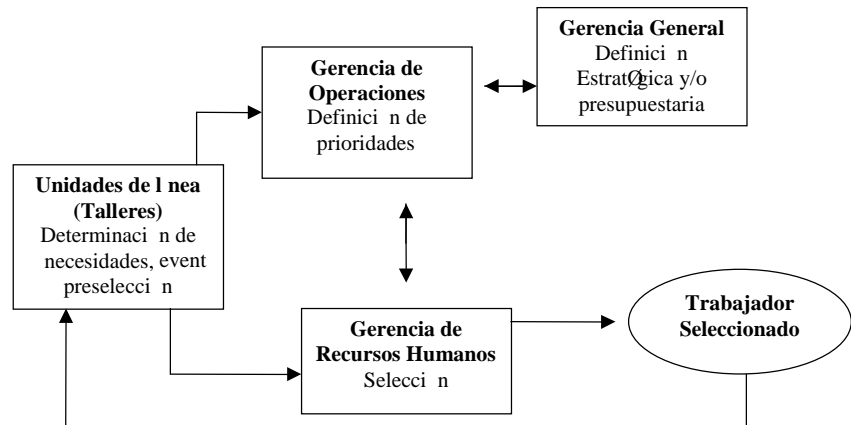 Gerencia General
Definici n
EstratØgica y/o
presupuestaria
Gerencia de
Operaciones
Definici n de
prioridades
Unidades de l nea
(Talleres)
Determinaci n de
necesidades, event
preselecci n
Gerencia de
Recursos Humanos
Selecci n
Trabajador
Seleccionado